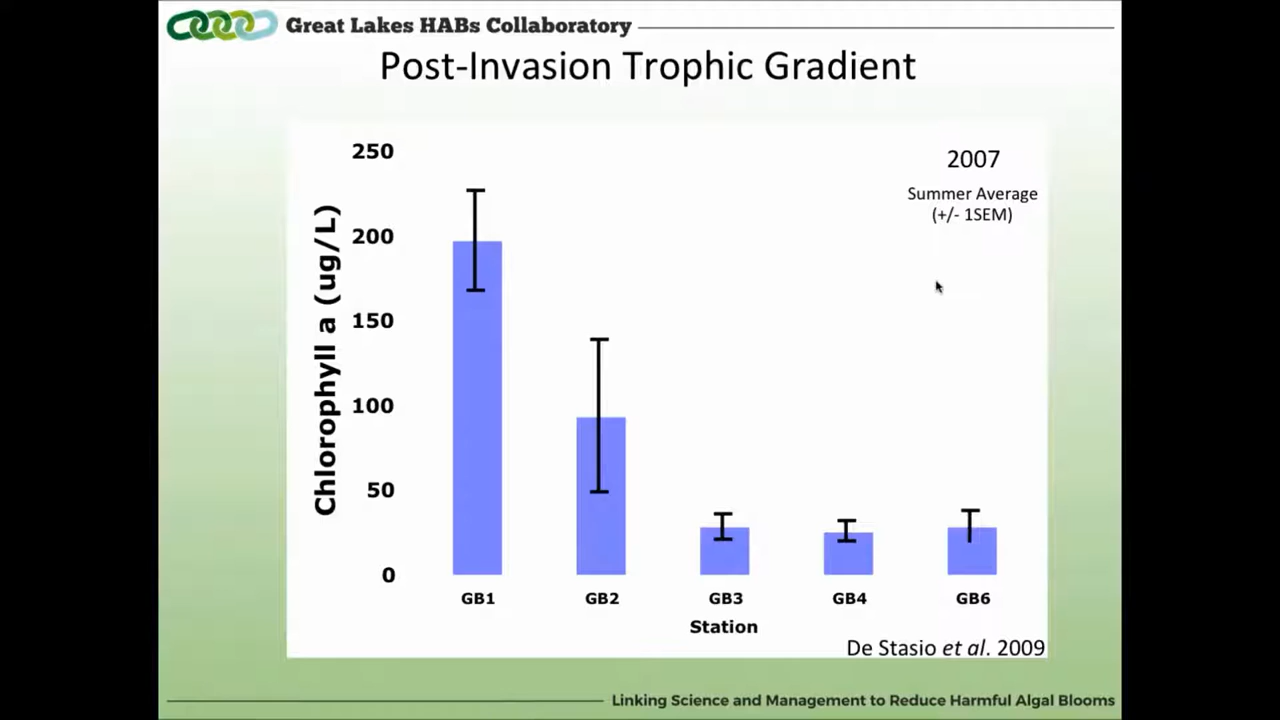 Great Lakes HABs Collaboratory
Post-Invasion Trophic Gradient
2007
Summer Average
(+/- 1SEM)
Chlorophyll a (ug/L)
250
200
150
100
50
0
GB1 GB2 GB3 GB4 GB6
Station
De Stasio et al. 2009
Linking Science and Management to Reduce Harmful Algal Blooms